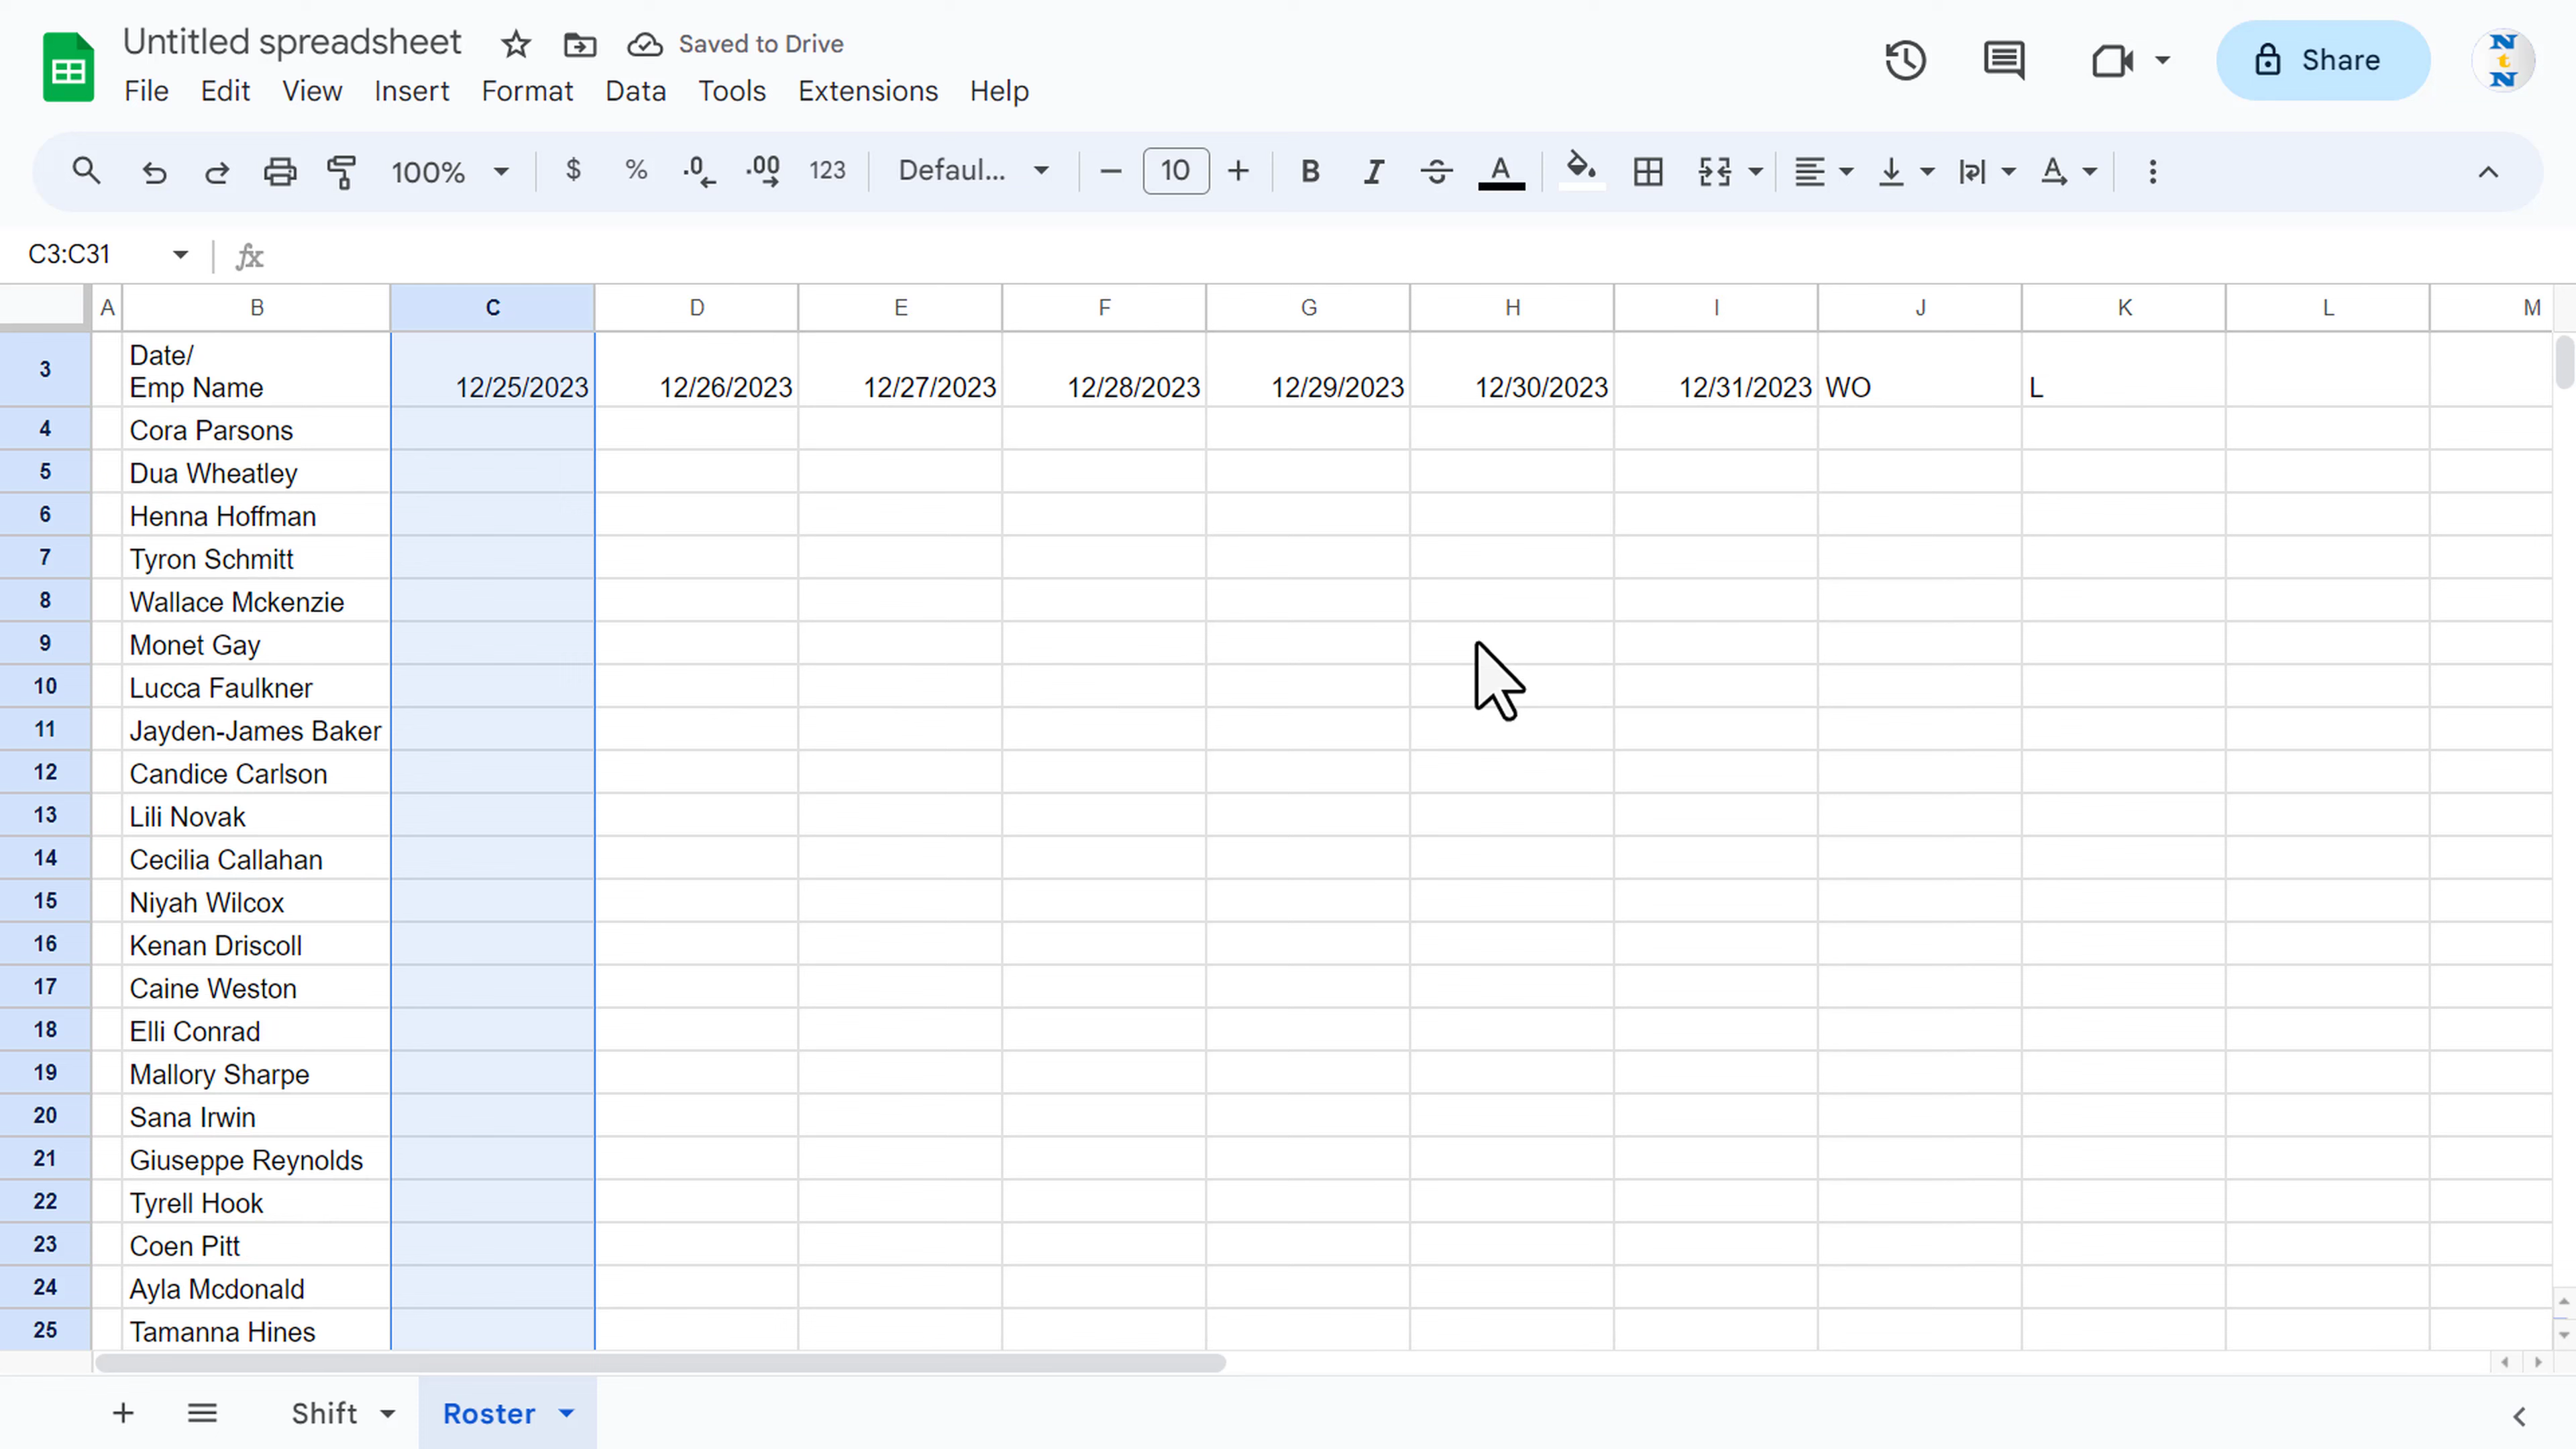 Untitled spreadsheet Saved to Drive
File Edit View Insert Format Data Tools Extensions Help
Share
NtN
100% $ % .0 .00 123 Defaul... 10 B I S A A
C3:C31 fx
A B C D E F G H I J K L M
3 Date/
Emp Name 12/25/2023 12/26/2023 12/27/2023 12/28/2023 12/29/2023 12/30/2023 12/31/2023 WO L
4 Cora Parsons
5 Dua Wheatley
6 Henna Hoffman
7 Tyron Schmitt
8 Wallace Mckenzie
9 Monet Gay
10 Lucca Faulkner
11 Jayden-James Baker
12 Candice Carlson
13 Lili Novak
14 Cecilia Callahan
15 Niyah Wilcox
16 Kenan Driscoll
17 Caine Weston
18 Elli Conrad
19 Mallory Sharpe
20 Sana Irwin
21 Giuseppe Reynolds
22 Tyrell Hook
23 Coen Pitt
24 Ayla Mcdonald
25 Tamanna Hines
Shift Roster